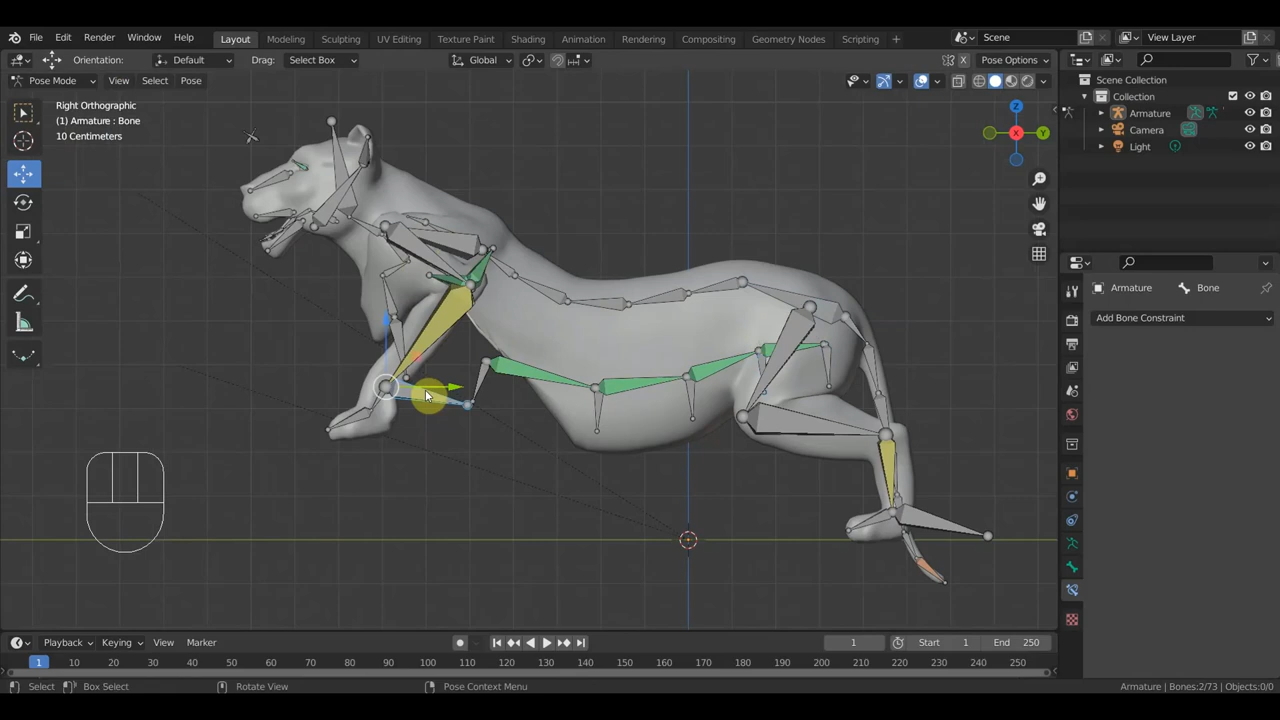 File Edit Render Window Help Layout Modeling Sculpting UV Editing Texture Paint Shading Animation Rendering Compositing Geometry Nodes Scripting + Scene View Layer
Orientation: Default Drag: Select Box Global Pose Options
Pose Mode View Select Pose
Right Orthographic
(1) Armature : Bone
10 Centimeters
Z
X
Y
Scene Collection
Collection
Armature
Camera
Light
Armature Bone
Add Bone Constraint
Playback Keying View Marker 1 Start 1 End 250
1 10 20 30 40 50 60 70 80 90 100 110 120 130 140 150 160 170 180 190 200 210 220 230 240 250
Select Box Select Rotate View Pose Context Menu Armature | Bones:2/73 | Objects:0/0